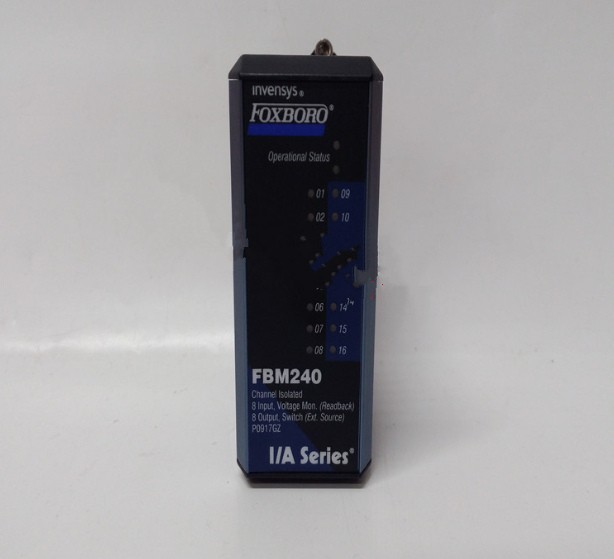 invensys®
FOXBORO®
Operational Status
01 09
02 10
06 14
07 15
08 16
FBM240
Channel Isolated
8 Input, Voltage Mon. (Readback)
8 Output, Switch (Ext. Source)
P0917GZ
I/A Series®